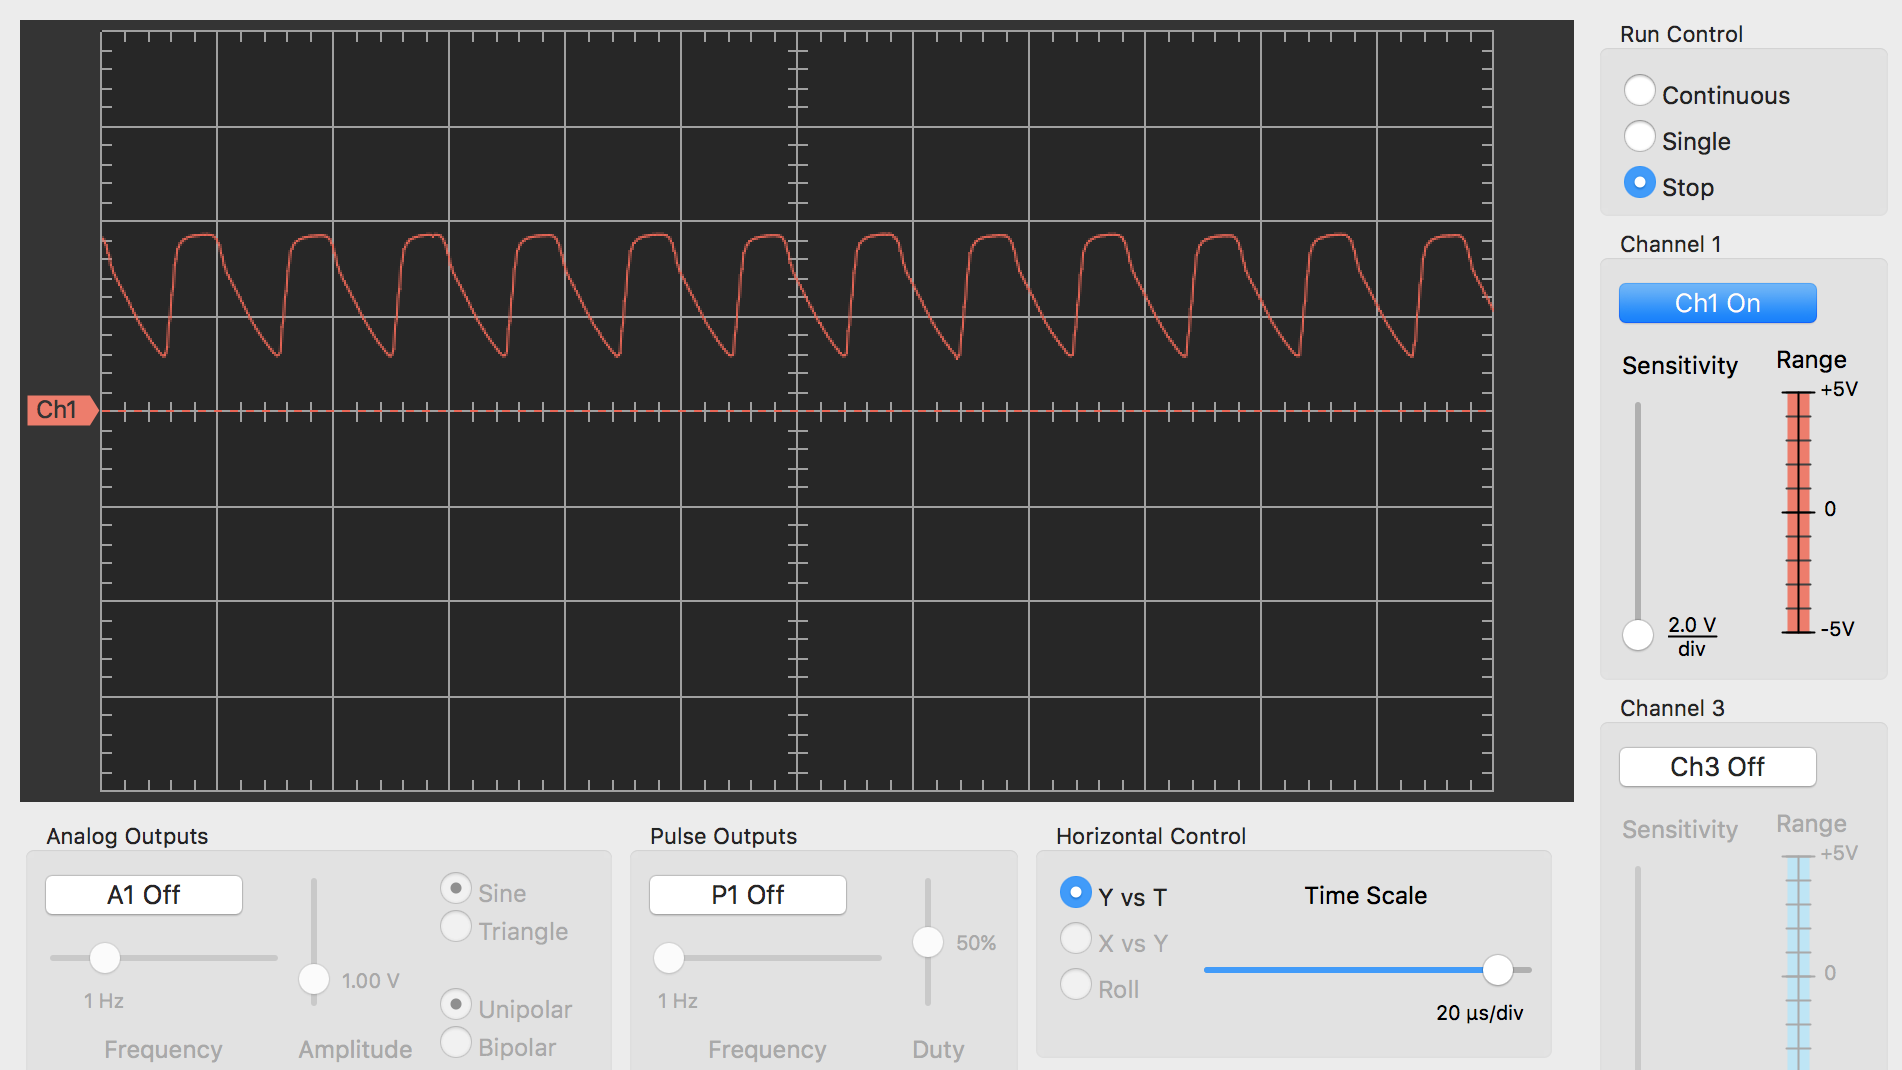 Run Control
Continuous
Single
Stop
Channel 1
Ch1 On
Sensitivity
Range
+5V
0
-5V
2.0 V
div
Ch1
Channel 3
Ch3 Off
Sensitivity
Range
+5V
0
Analog Outputs
A1 Off
1 Hz
Frequency
1.00 V
Amplitude
Sine
Triangle
Unipolar
Bipolar
Pulse Outputs
P1 Off
1 Hz
Frequency
50%
Duty
Horizontal Control
Y vs T
X vs Y
Roll
Time Scale
20 µs/div